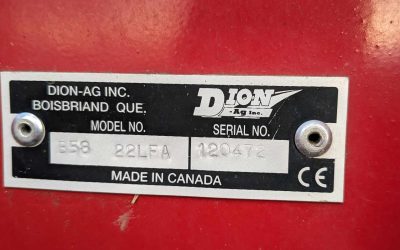 DION-AG INC.
BOISBRIAND QUE.
DION
-Ag Inc.
MODEL NO.
SERIAL NO.
22LFA
120472
MADE IN CANADA
CE